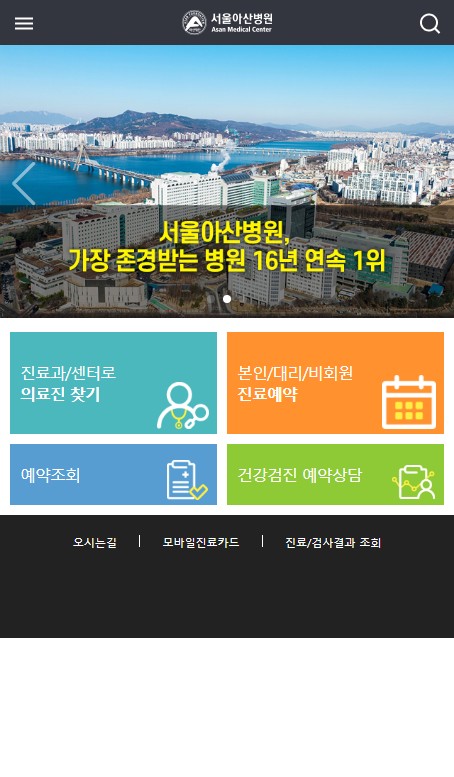 서울아산병원
Asan Medical Center
서울아산병원,
가장 존경받는 병원 16년 연속 1위
진료과/센터로
의료진 찾기
본인/대리/비회원
진료예약
예약조회
건강검진 예약상담
오시는길
모바일진료카드
진료/검사결과 조회